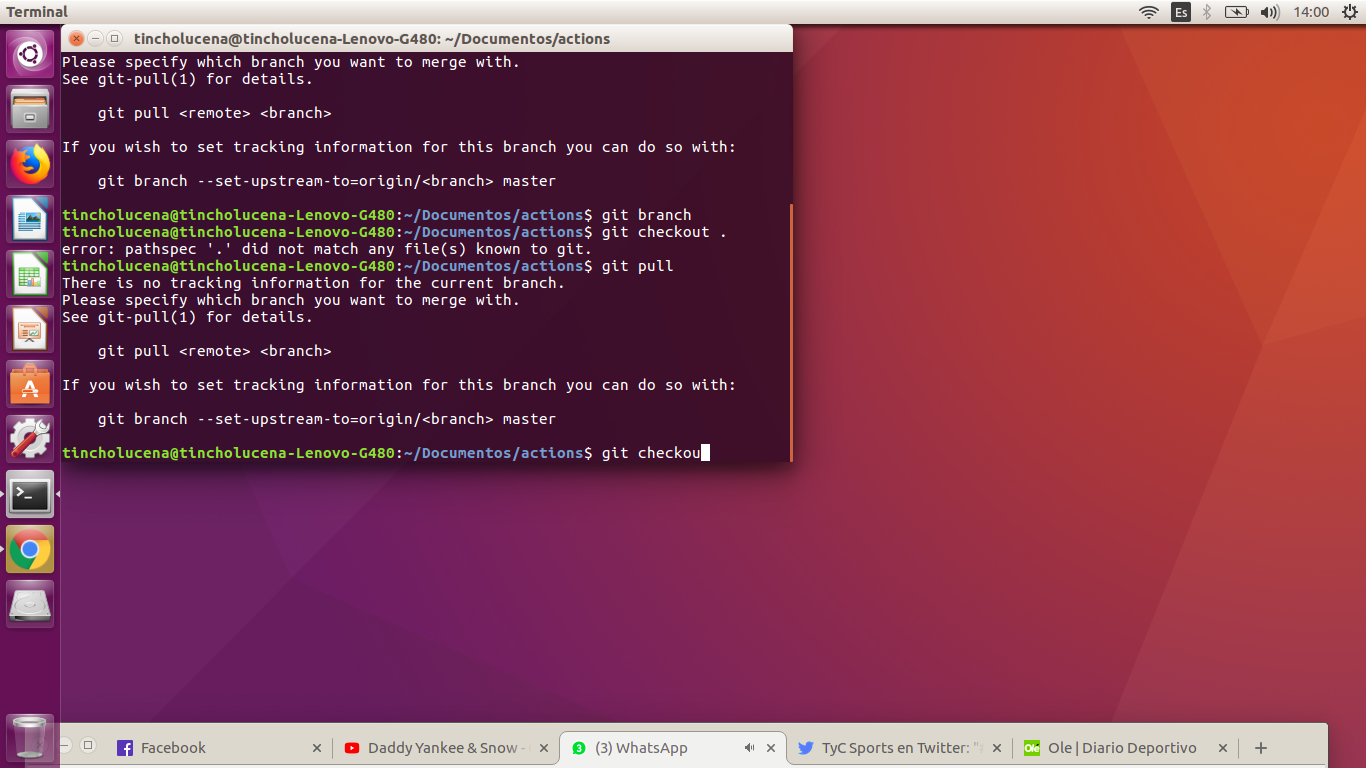 Terminal
Es
14:00
tincholucena@tincholucena-Lenovo-G480: ~/Documentos/actions
Please specify which branch you want to merge with.
See git-pull(1) for details.
git pull <remote> <branch>
If you wish to set tracking information for this branch you can do so with:
git branch --set-upstream-to=origin/<branch> master
tincholucena@tincholucena-Lenovo-G480:~/Documentos/actions$ git branch
tincholucena@tincholucena-Lenovo-G480:~/Documentos/actions$ git checkout .
error: pathspec '.' did not match any file(s) known to git.
tincholucena@tincholucena-Lenovo-G480:~/Documentos/actions$ git pull
There is no tracking information for the current branch.
Please specify which branch you want to merge with.
See git-pull(1) for details.
git pull <remote> <branch>
If you wish to set tracking information for this branch you can do so with:
git branch --set-upstream-to=origin/<branch> master
tincholucena@tincholucena-Lenovo-G480:~/Documentos/actions$ git checkou
Facebook
Daddy Yankee & Snow -
3
(3) WhatsApp
TyC Sports en Twitter:
Ole
Ole | Diario Deportivo